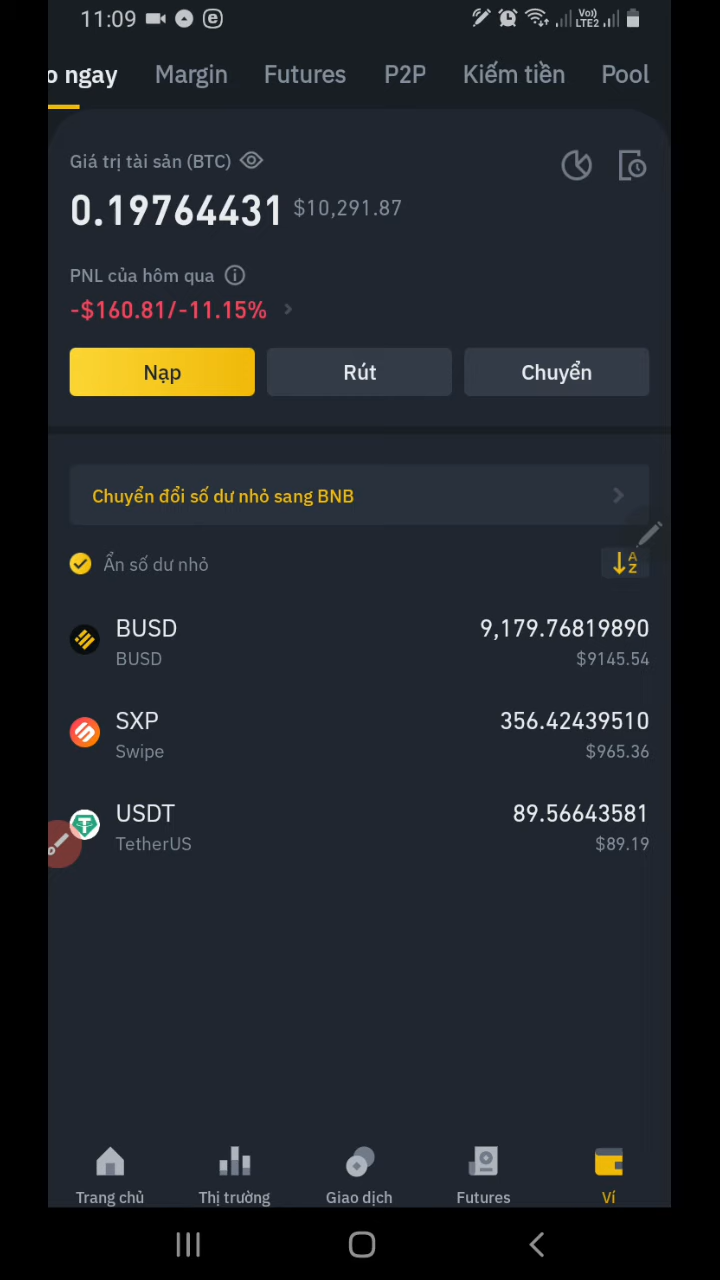 11:09
Vo) LTE2
o ngay Margin Futures P2P Kiếm tiền Pool
Giá trị tài sản (BTC)
0.19764431 $10,291.87
PNL của hôm qua
-$160.81/-11.15%
Nạp Rút Chuyển
Chuyển đổi số dư nhỏ sang BNB
Ẩn số dư nhỏ
BUSD 9,179.76819890
BUSD $9145.54
SXP 356.42439510
Swipe $965.36
USDT 89.56643581
TetherUS $89.19
Trang chủ Thị trường Giao dịch Futures Ví